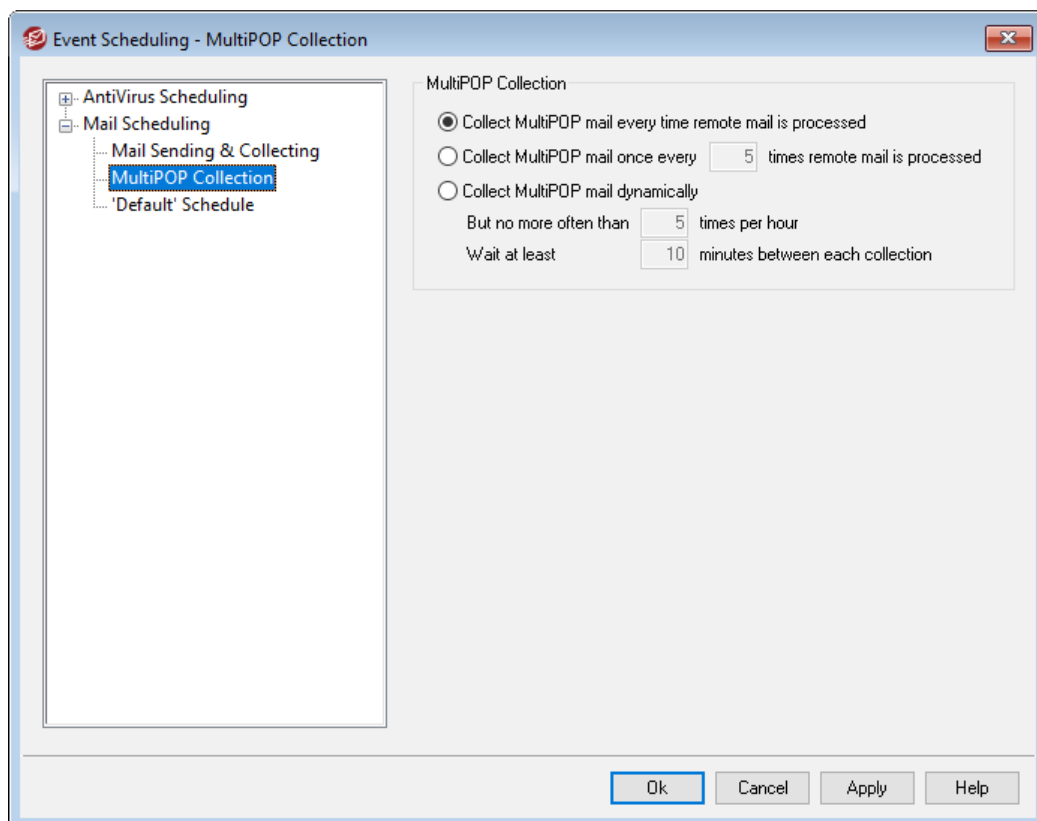 Event Scheduling - MultiPOP Collection
AntiVirus Scheduling
Mail Scheduling
Mail Sending & Collecting
MultiPOP Collection
'Default' Schedule
MultiPOP Collection
Collect MultiPOP mail every time remote mail is processed
Collect MultiPOP mail once every 5 times remote mail is processed
Collect MultiPOP mail dynamically
But no more often than 5 times per hour
Wait at least 10 minutes between each collection
Ok Cancel Apply Help